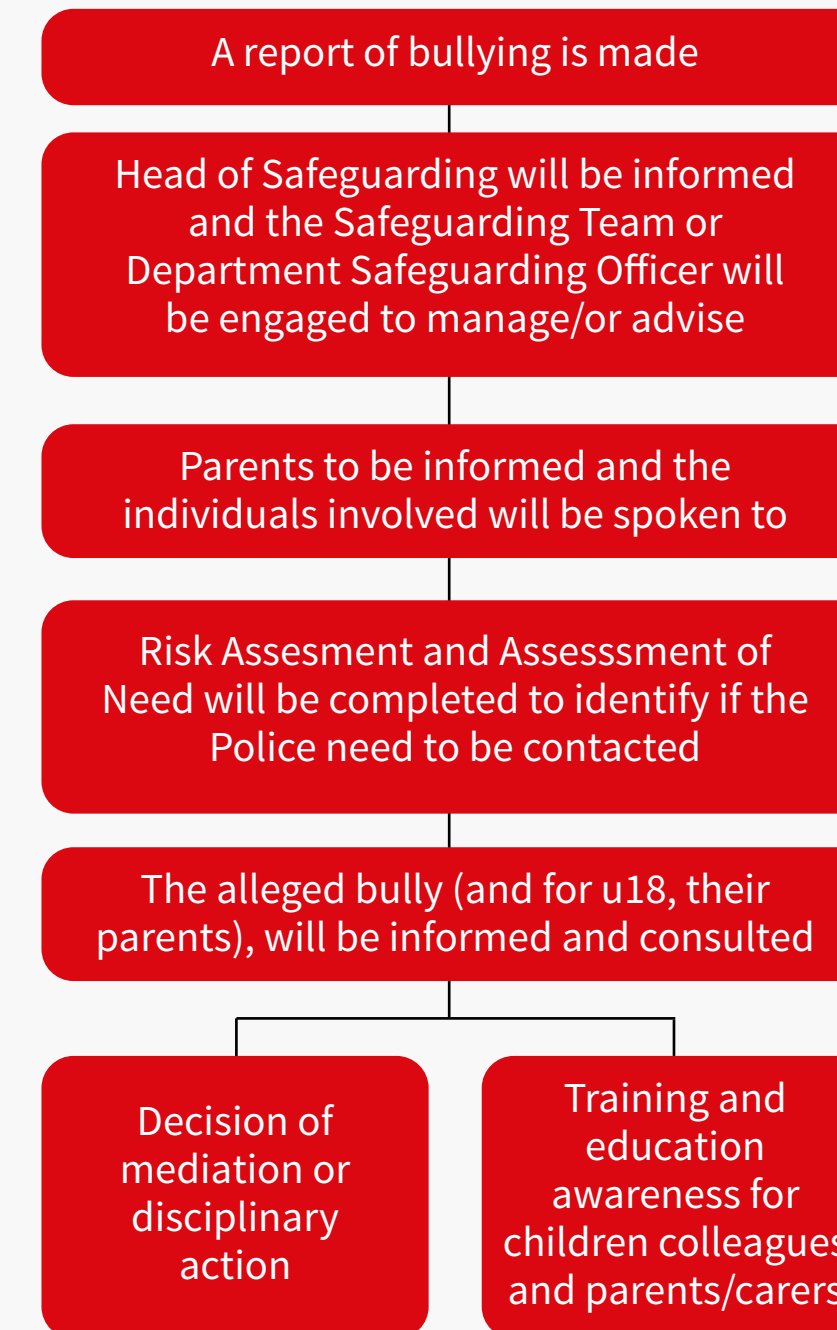 A report of bullying is made
Head of Safeguarding will be informed
and the Safeguarding Team or
Department Safeguarding Officer will
be engaged to manage/or advise
Parents to be informed and the
individuals involved will be spoken to
Risk Assesment and Assesssment of
Need will be completed to identify if the
Police need to be contacted
The alleged bully (and for u18, their
parents), will be informed and consulted
Decision of
mediation or
disciplinary
action
Training and
education
awareness for
children colleagues
and parents/carers